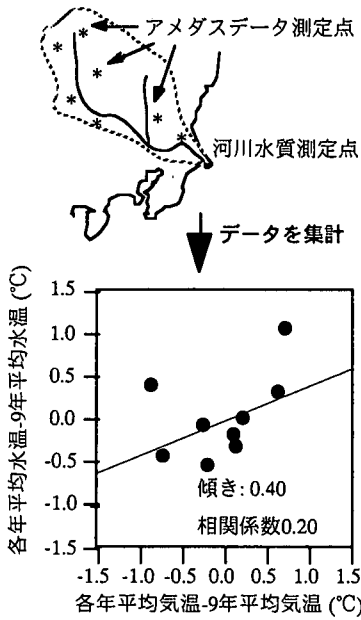 アメダスデータ測定点
河川水質測定点
データを集計
各年平均水温-9年平均水温 (℃)
1.5
1.0
0.5
0.0
-0.5
-1.0
-1.5
傾き: 0.40
相関係数0.20
-1.5 -1.0 -0.5 0.0 0.5 1.0 1.5
各年平均気温-9年平均気温 (℃)